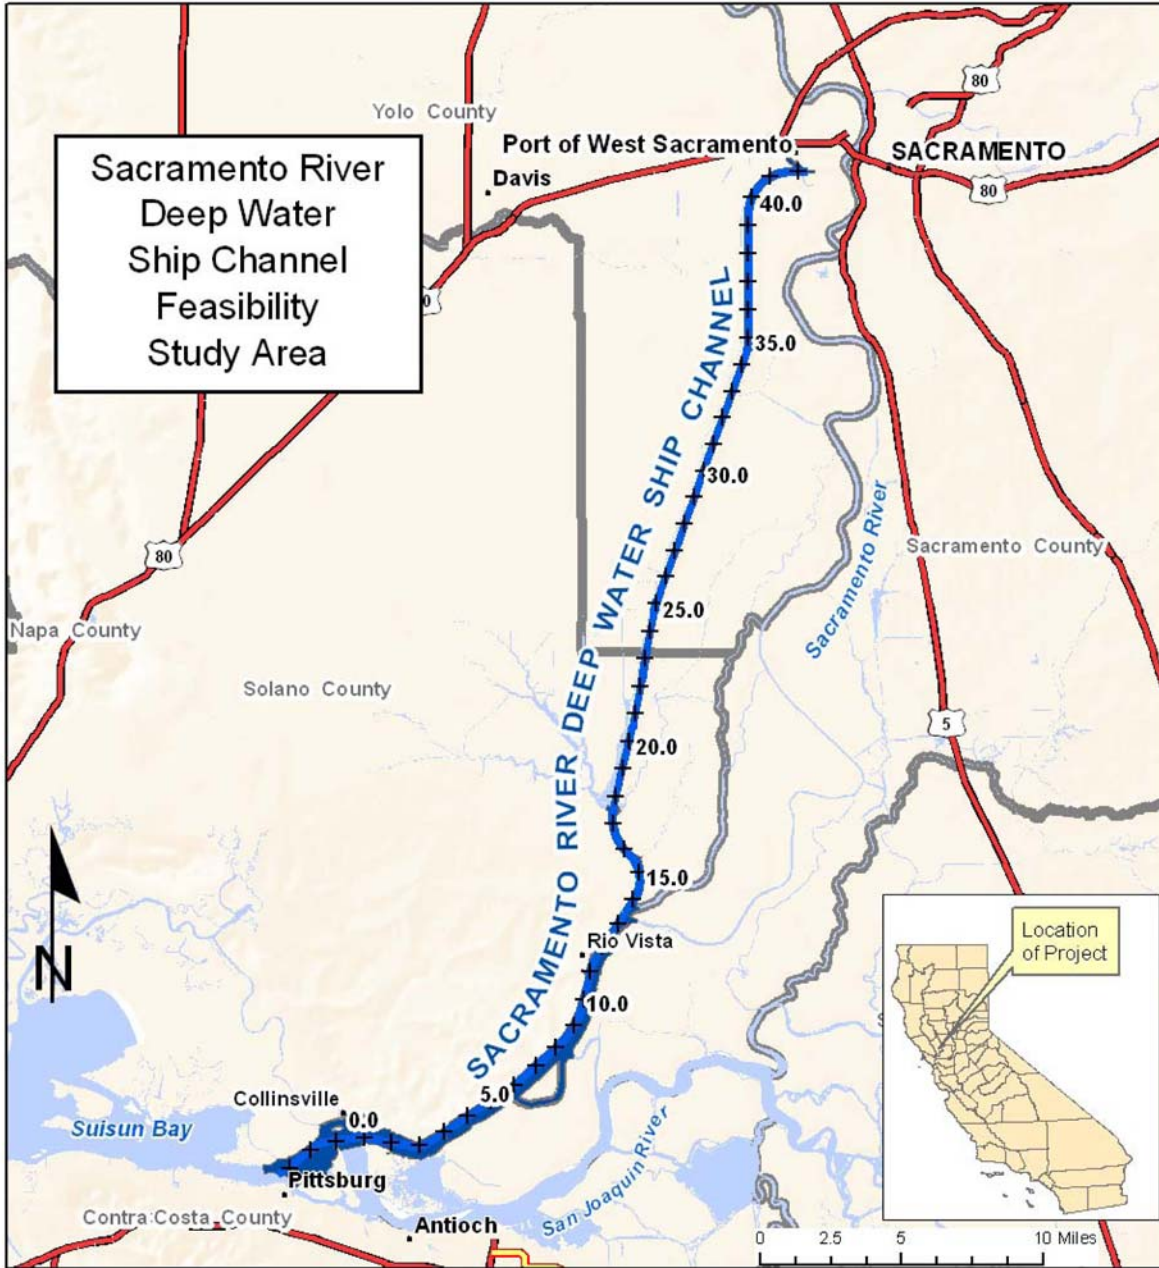 Yolo County
Port of West Sacramento
80
SACRAMENTO
80
Sacramento River
Deep Water
Ship Channel
Feasibility
Study Area
Davis
40.0
0
35.0
30.0
SACRAMENTO RIVER DEEP WATER SHIP CHANNEL
Sacramento River
80
Sacramento County
25.0
Napa County
Solano County
5
20.0
15.0
Rio Vista
Location
of Project
N
10.0
5.0
Collinsville
0.0
Suisun Bay
Pittsburg
San Joaquin River
Contra Costa County
Antioch
0 2.5 5 10 Miles